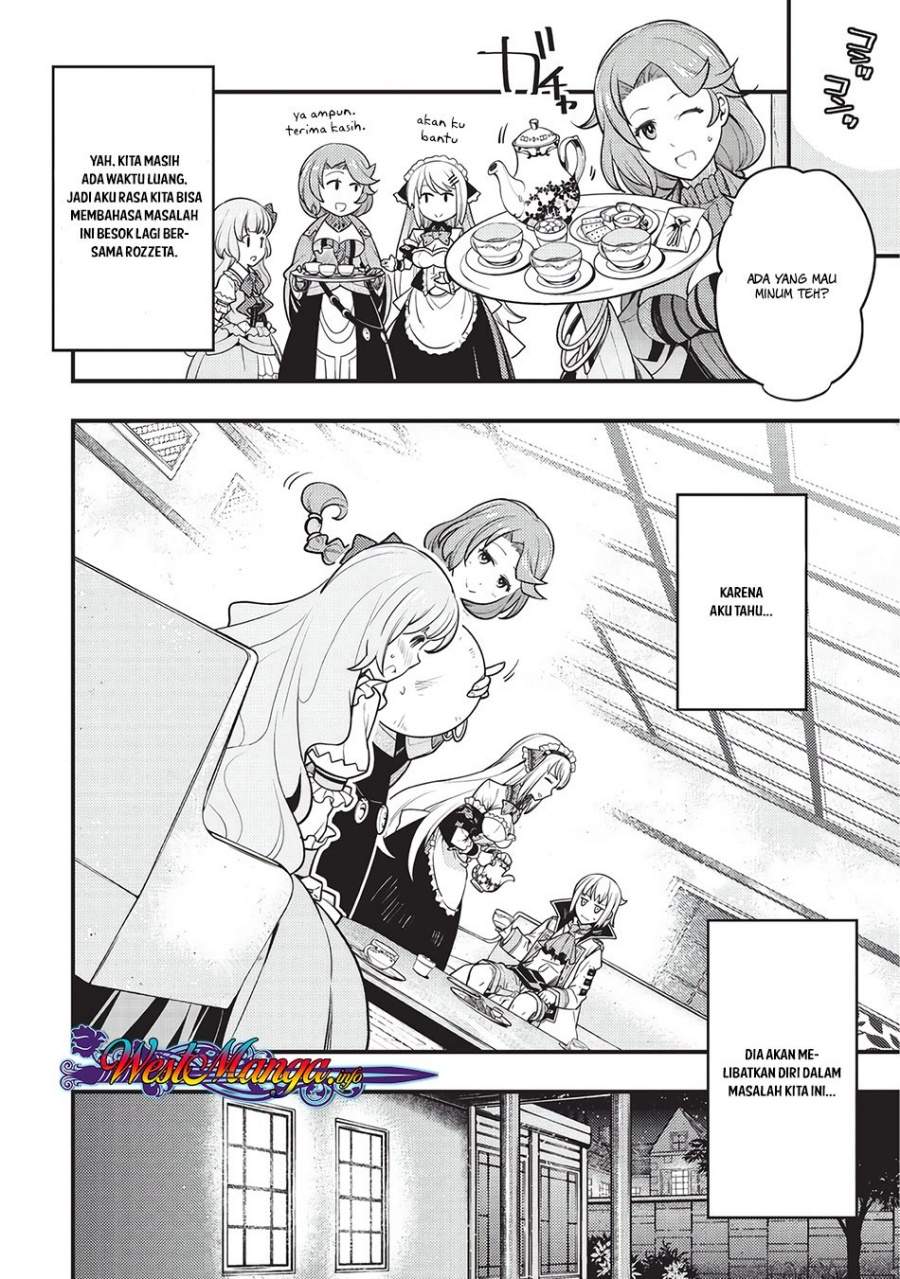 コソッ
コソッ
ガチャ
YAH. KITA MASIH
ADA WAKTU LUANG,
JADI AKU RASA KITA BISA
MEMBAHASA MASALAH
INI BESOK LAGI BER-
SAMA ROZZETA.
ya ampun.
terima kasih.
akan ku
bantu
ADA YANG MAU
MINUM TEH?
KARENA
AKU TAHU...
DIA AKAN ME-
LIBATKAN DIRI DALAM
MASALAH KITA INI...
WestManga.info